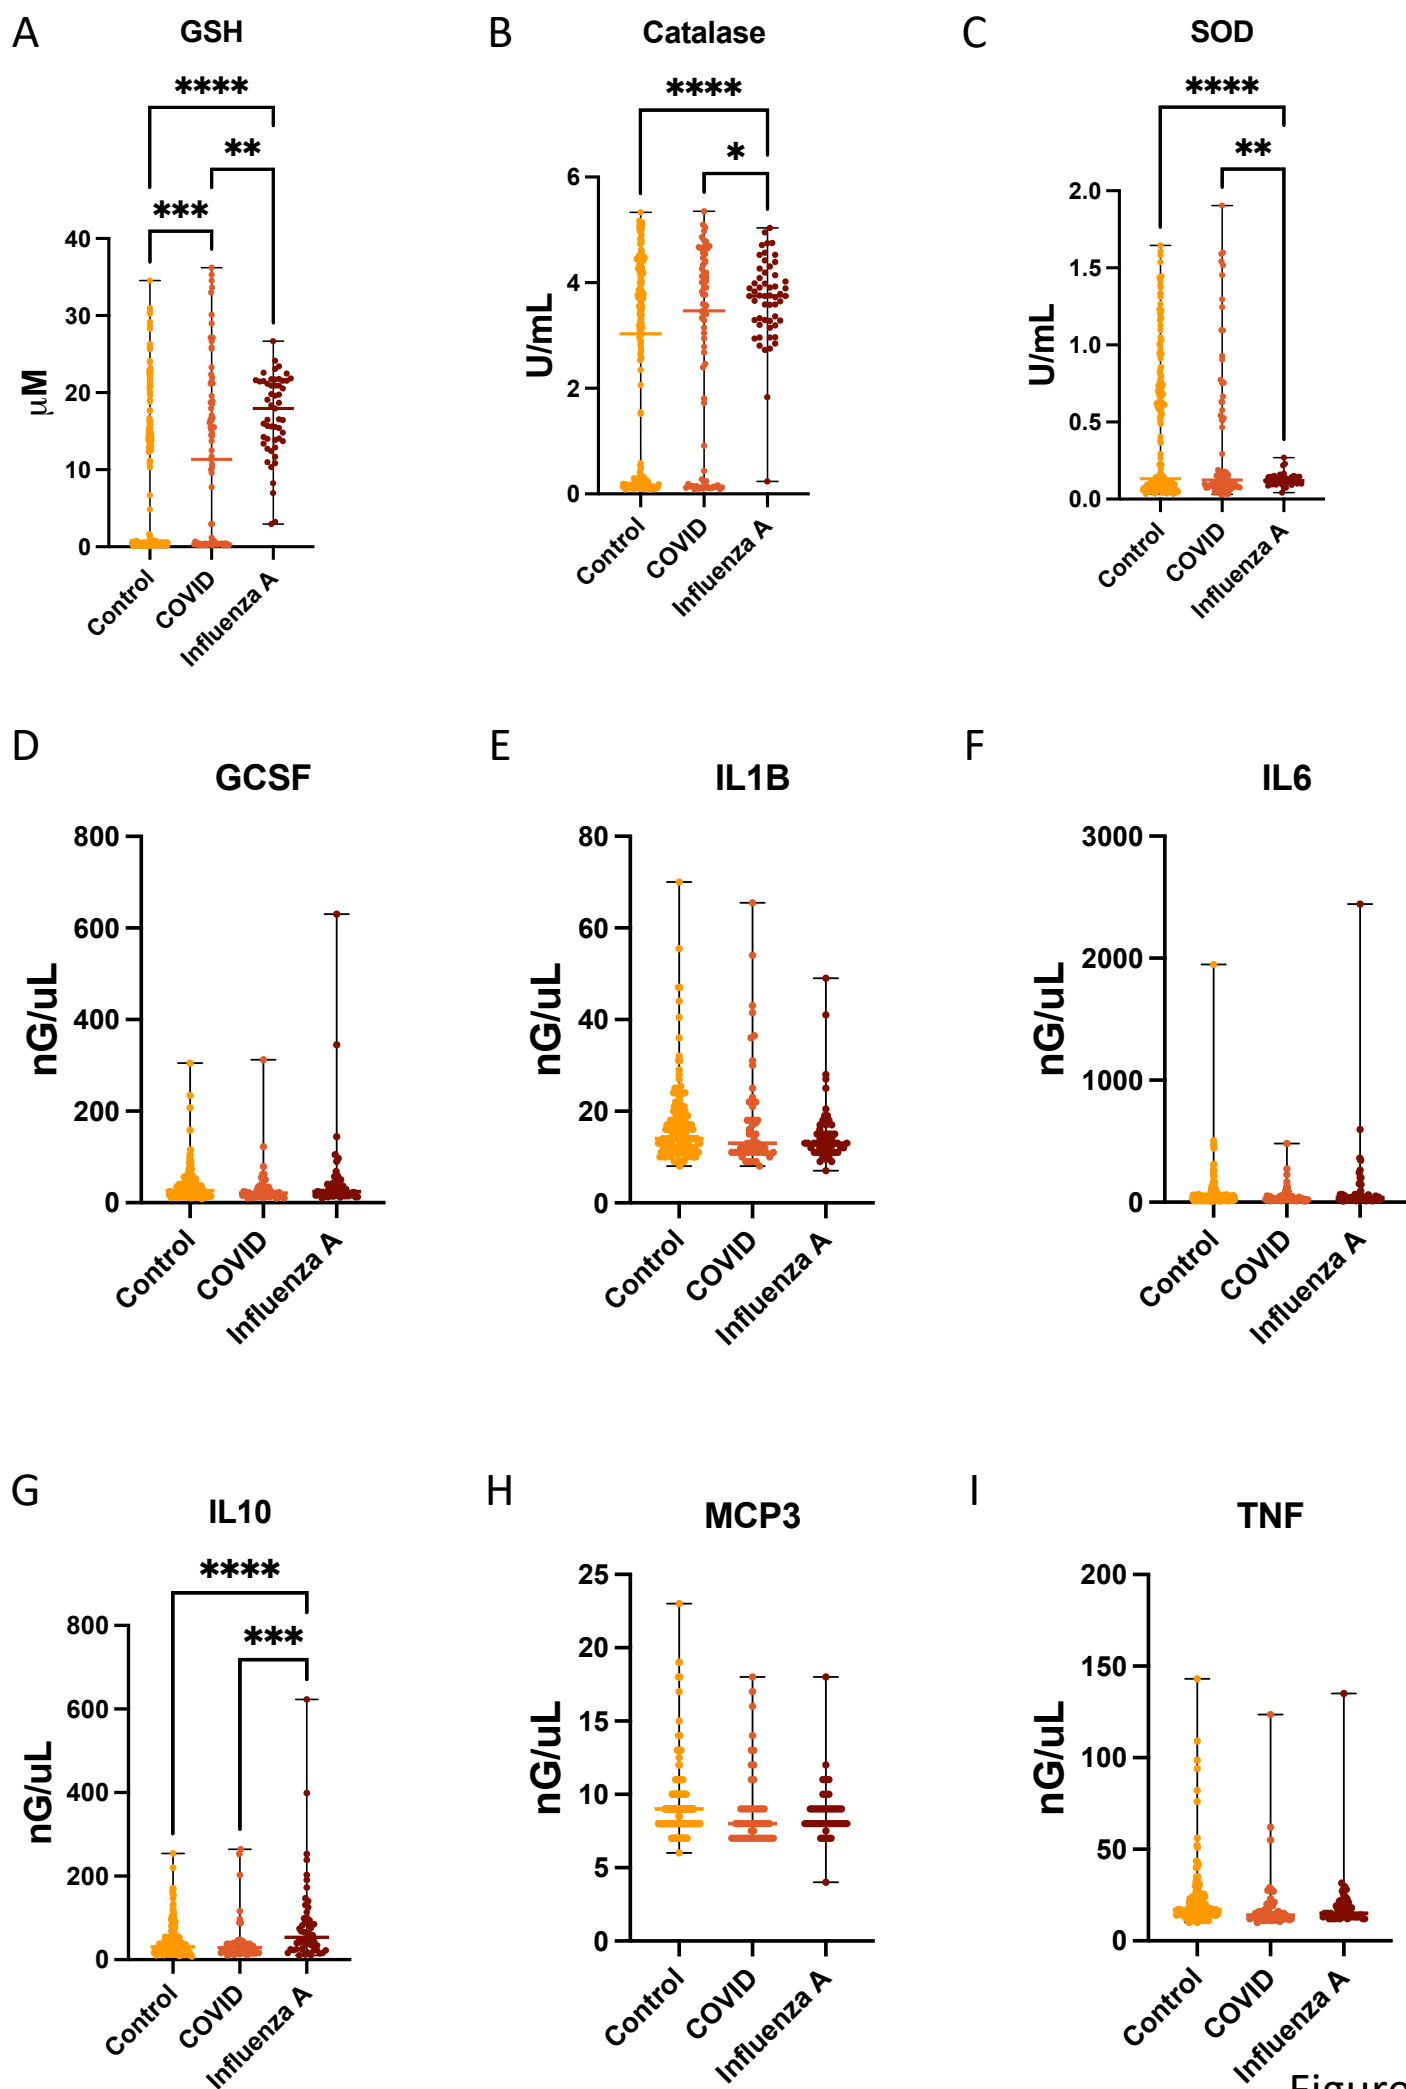 A GSH
B Catalase
C SOD
****
**
***
40
30
20
10
0
µM
Control
COVID
Influenza A
****
*
6
4
2
0
U/mL
Control
COVID
Influenza A
****
**
2.0
1.5
1.0
0.5
0.0
U/mL
Control
COVID
Influenza A
D GCSF
800
600
400
200
0
nG/uL
Control
COVID
Influenza A
E IL1B
80
60
40
20
0
nG/uL
Control
COVID
Influenza A
F IL6
3000
2000
1000
0
nG/uL
Control
COVID
Influenza A
G IL10
****
***
800
600
400
200
0
nG/uL
Control
COVID
Influenza A
H MCP3
25
20
15
10
5
0
nG/uL
Control
COVID
Influenza A
I TNF
200
150
100
50
0
nG/uL
Control
COVID
Influenza A
Figure